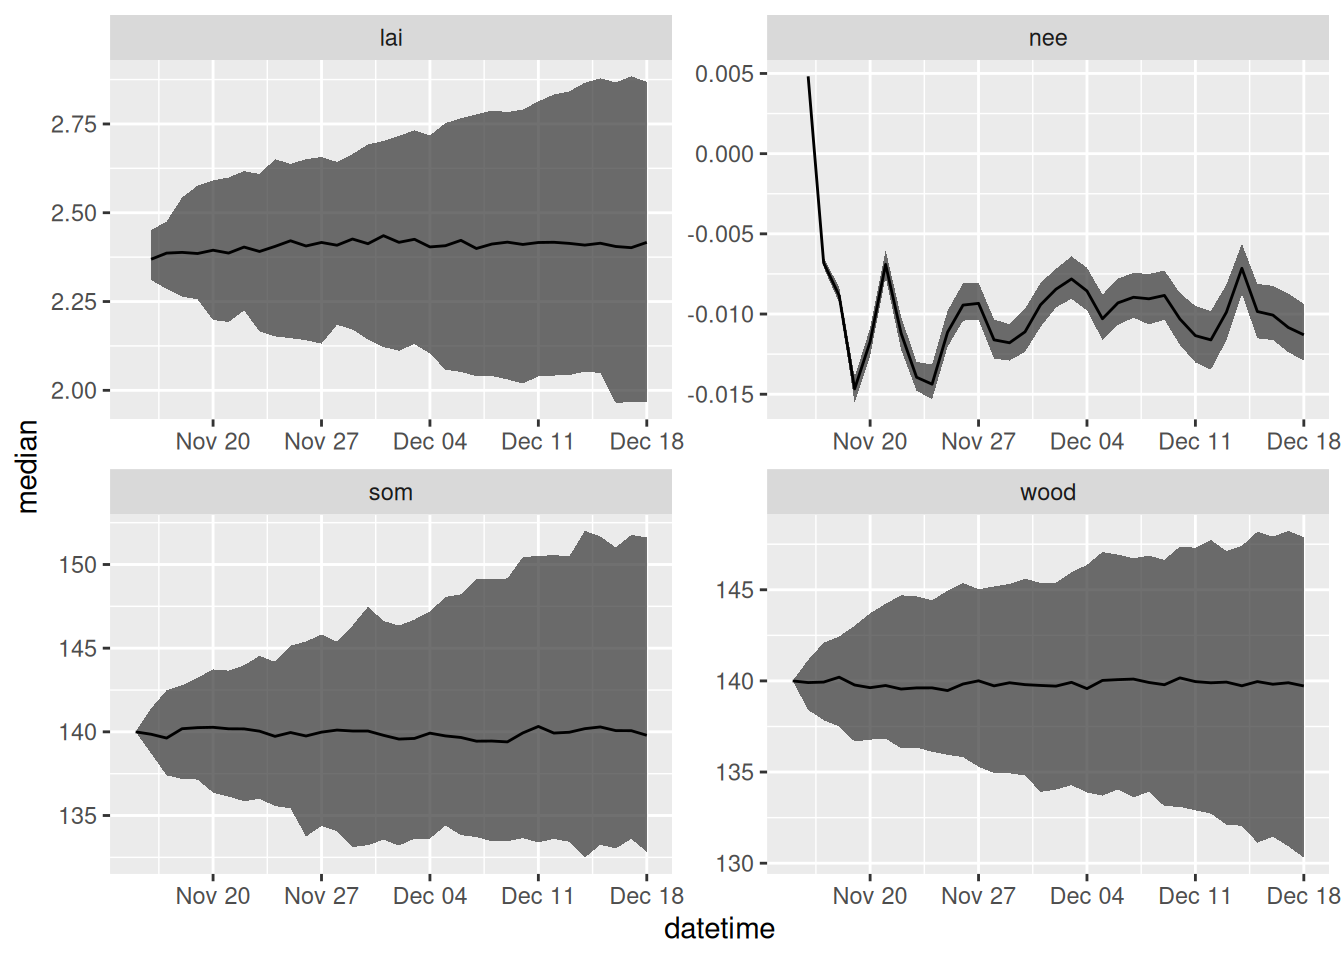 lai
nee
2.75
2.50
2.25
2.00
0.005
0.000
-0.005
-0.010
-0.015
Nov 20 Nov 27 Dec 04 Dec 11 Dec 18
Nov 20 Nov 27 Dec 04 Dec 11 Dec 18
median
som
wood
150
145
140
135
145
140
135
130
Nov 20 Nov 27 Dec 04 Dec 11 Dec 18
Nov 20 Nov 27 Dec 04 Dec 11 Dec 18
datetime